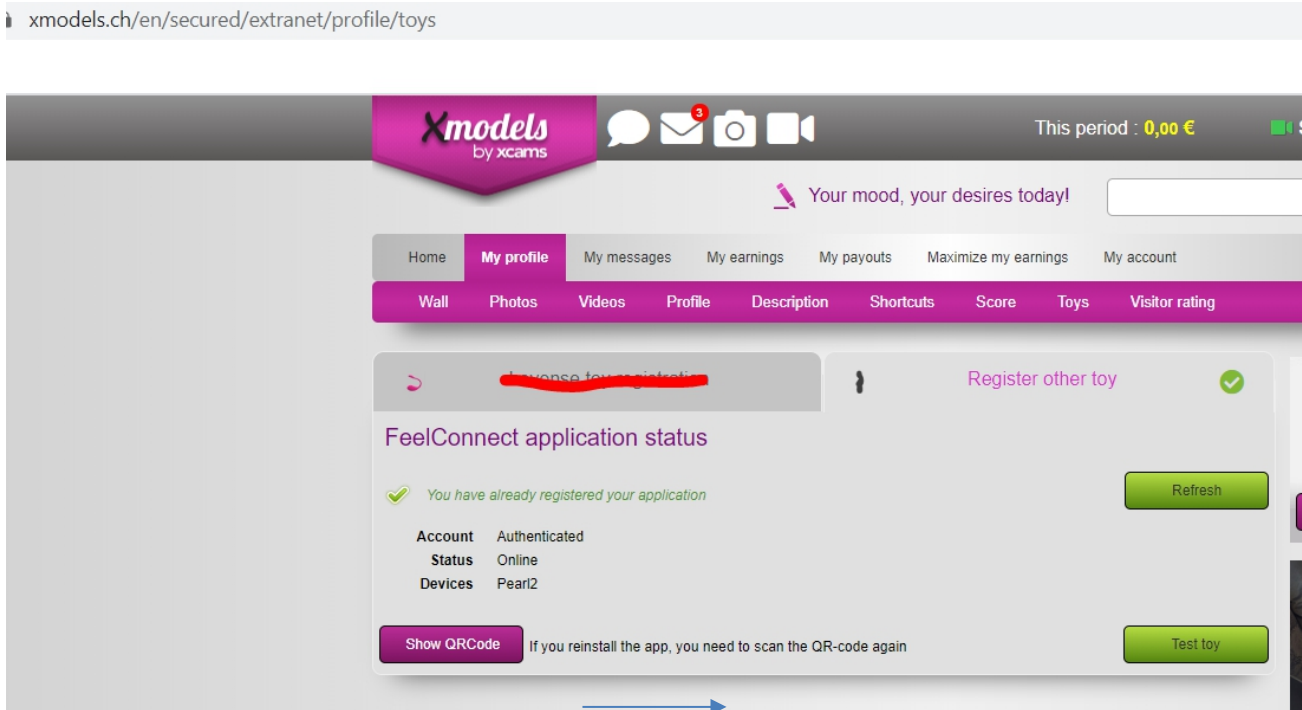 xmodels.ch/en/secured/extranet/profile/toys
Xmodels
by xcams
3
This period : 0,00 €
Your mood, your desires today!
Home My profile My messages My earnings My payouts Maximize my earnings My account
Wall Photos Videos Profile Description Shortcuts Score Toys Visitor rating
toy registration
Register other toy
FeelConnect application status
You have already registered your application
Refresh
Account Authenticated
Status Online
Devices Pearl2
Show QRCode If you reinstall the app, you need to scan the QR-code again
Test toy